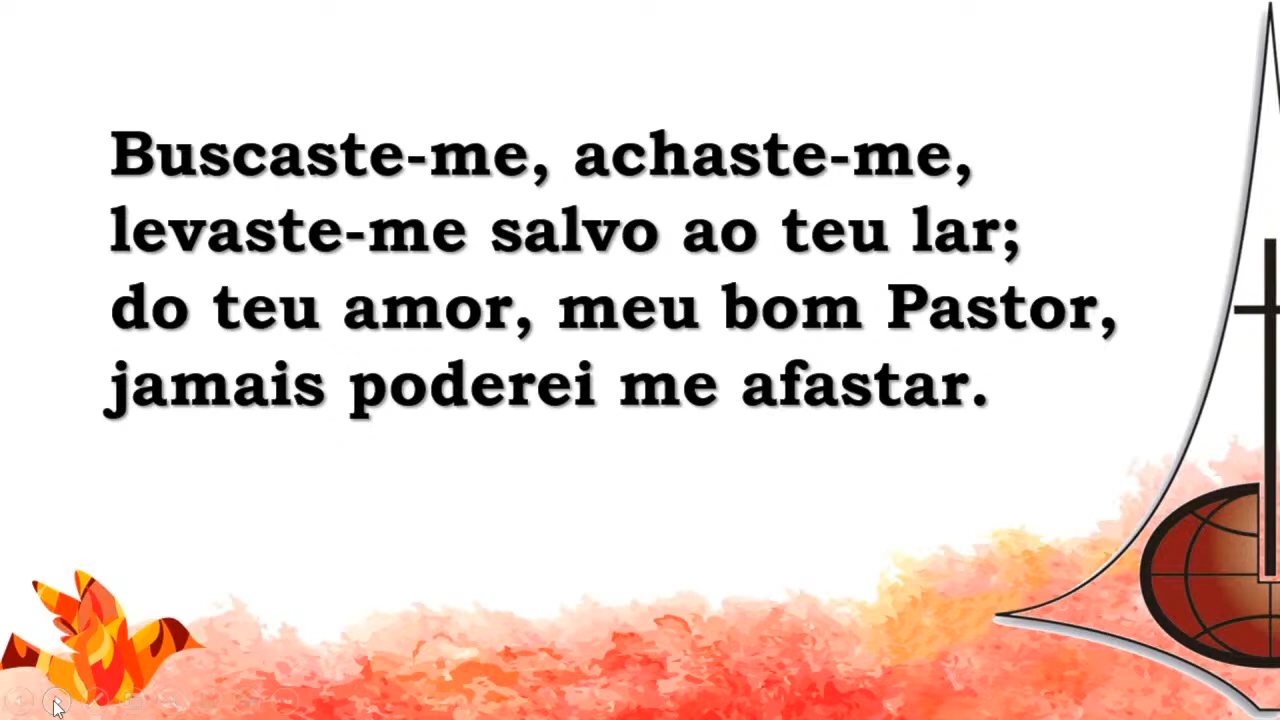 Buscaste-me, achaste-me,
levaste-me salvo ao teu lar;
do teu amor, meu bom Pastor,
jamais poderei me afastar.